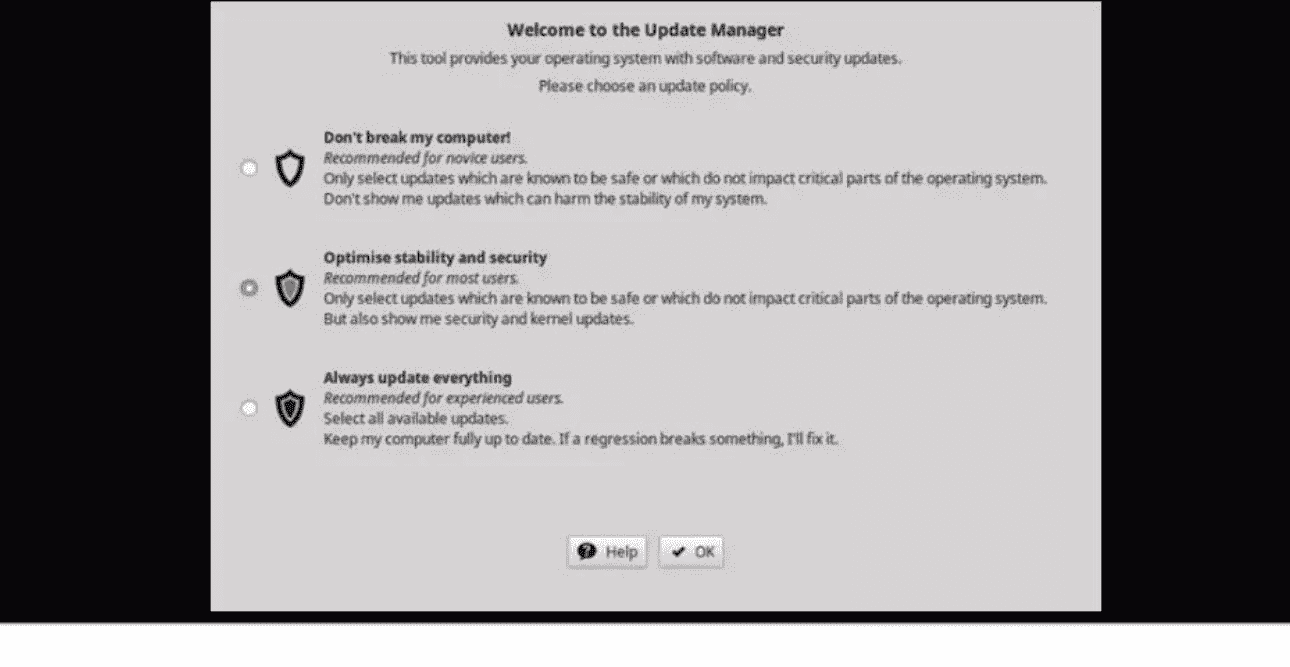 Welcome to the Update Manager
This tool provides your operating system with software and security updates.
Please choose an update policy.
Don't break my computer!
Recommended for novice users.
Only select updates which are known to be safe or which do not impact critical parts of the operating system.
Don't show me updates which can harm the stability of my system.
Optimise stability and security
Recommended for most users.
Only select updates which are known to be safe or which do not impact critical parts of the operating system.
But also show me security and kernel updates.
Always update everything
Recommended for experienced users.
Select all available updates.
Keep my computer fully up to date. If a regression breaks something, I'll fix it.
Help OK